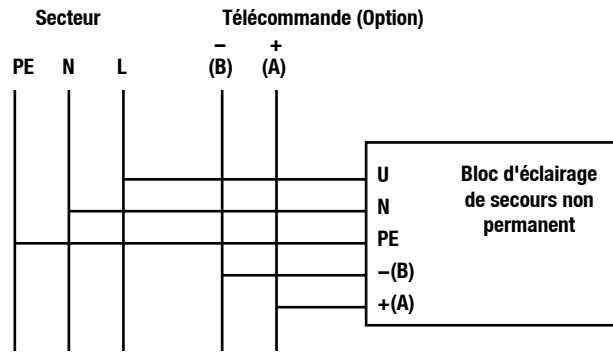 Secteur Télécommande (Option)
– +
PE N L (B) (A)
U
N
PE
–(B)
+(A)
Bloc d'éclairage
de secours non
permanent